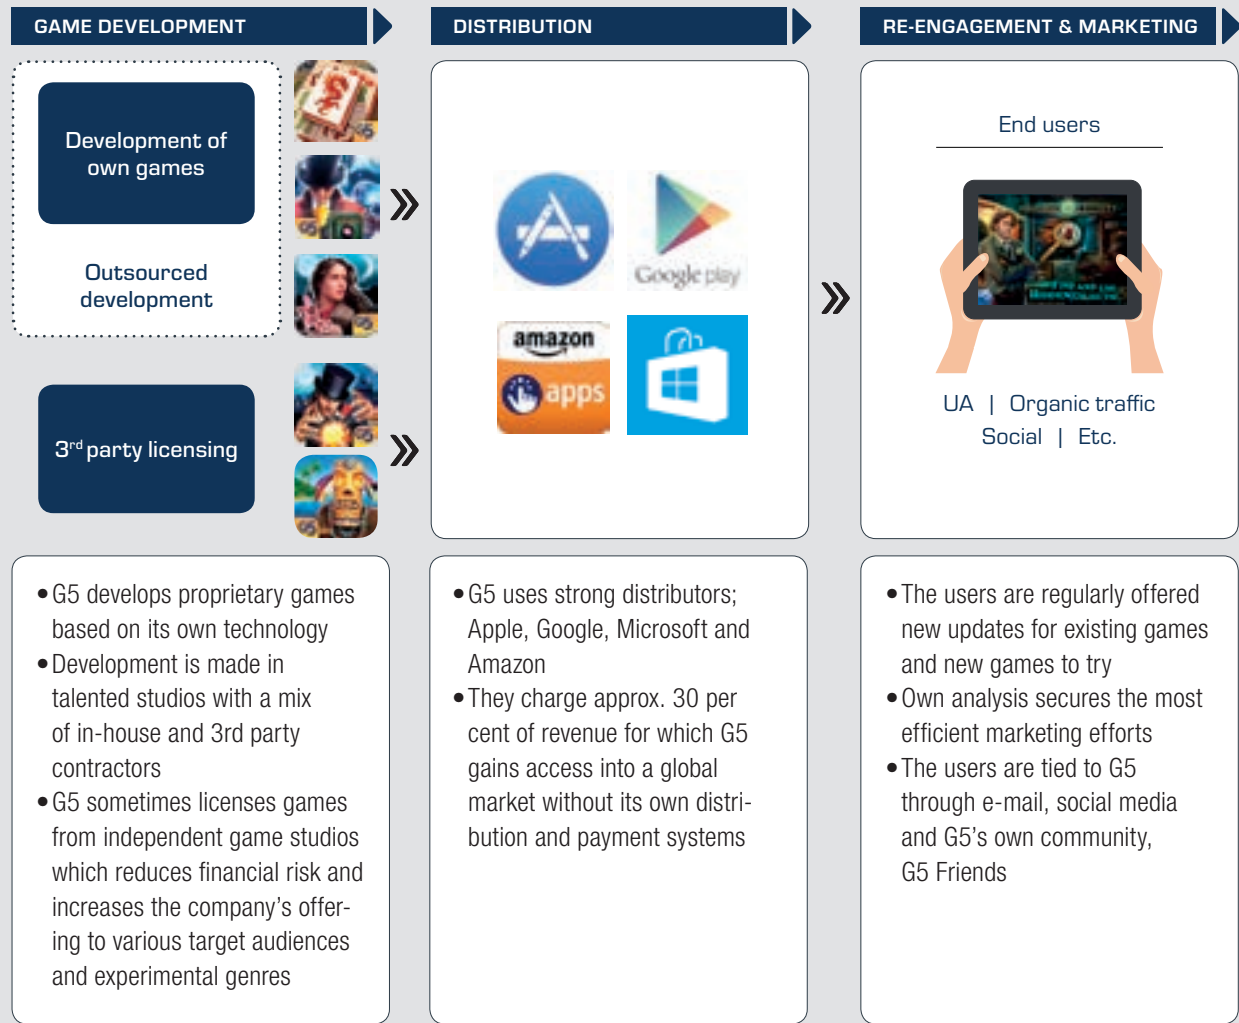 GAME DEVELOPMENT
DISTRIBUTION
RE-ENGAGEMENT & MARKETING
Development of
own games
Outsourced
development
3rd party licensing
G5
G5
G5
G5
G5
Google play
amazon
apps
End users
UA | Organic traffic
Social | Etc.
• G5 develops proprietary games
based on its own technology
• Development is made in
talented studios with a mix
of in-house and 3rd party
contractors
• G5 sometimes licenses games
from independent game studios
which reduces financial risk and
increases the company's offer-
ing to various target audiences
and experimental genres
• G5 uses strong distributors;
Apple, Google, Microsoft and
Amazon
• They charge approx. 30 per
cent of revenue for which G5
gains access into a global
market without its own distri-
bution and payment systems
• The users are regularly offered
new updates for existing games
and new games to try
• Own analysis secures the most
efficient marketing efforts
• The users are tied to G5
through e-mail, social media
and G5's own community,
G5 Friends